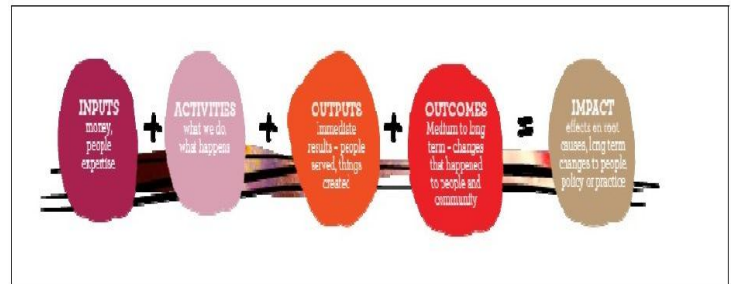 INPUTS
money,
people
expertise
+
ACTIVITIES
what we do,
what happens
+
OUTPUTS
immediate
results - people
served, things
created
+
OUTCOMES
Medium to long
term - changes
that happened
to people and
community
=
IMPACT
effects on root
causes, long term
changes to people
policy or practice